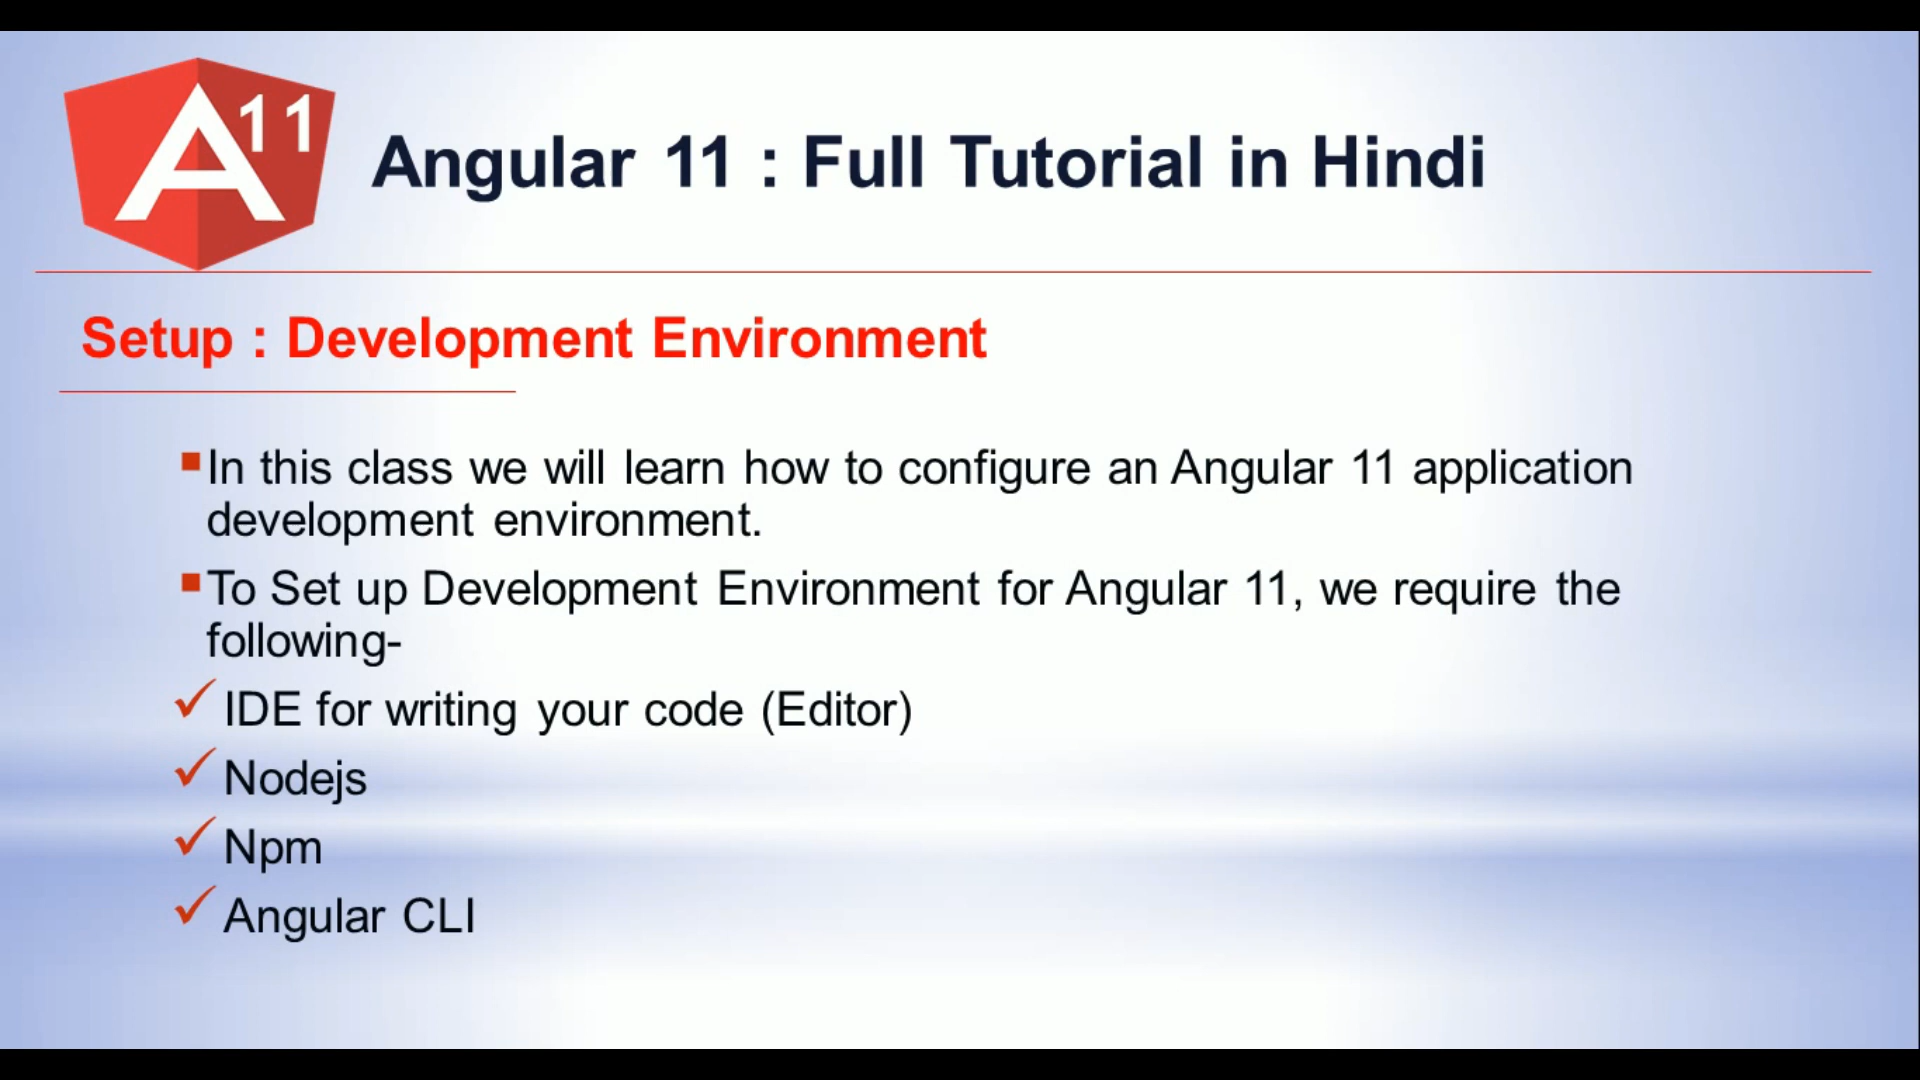 A11
Angular 11 : Full Tutorial in Hindi
Setup : Development Environment
In this class we will learn how to configure an Angular 11 application
development environment.
To Set up Development Environment for Angular 11, we require the
following-
IDE for writing your code (Editor)
Nodejs
Npm
Angular CLI